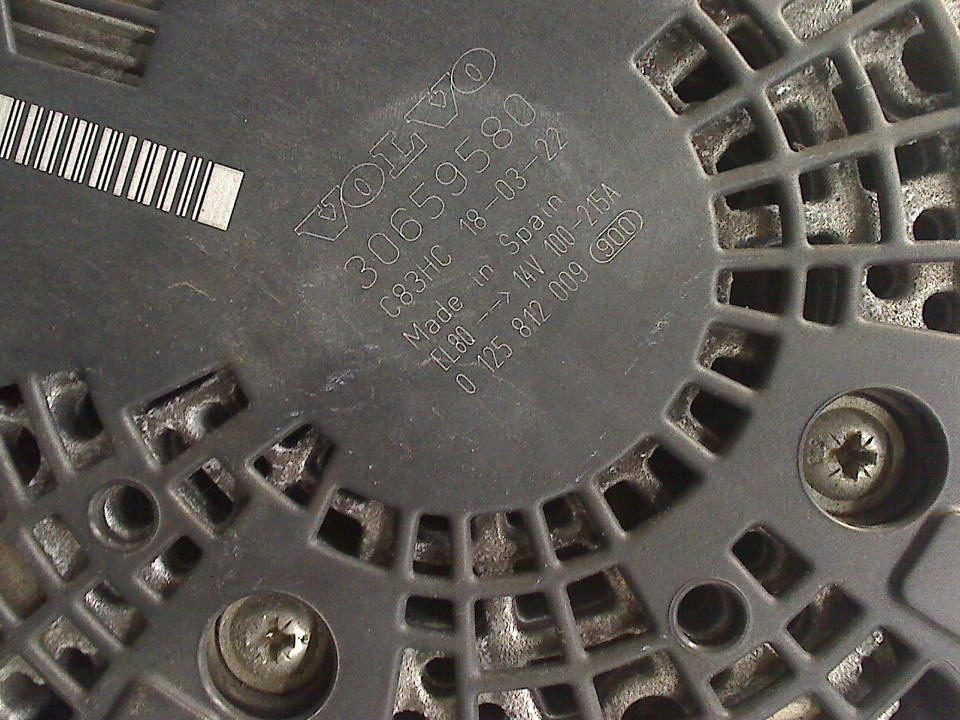 VOLVO
30659580
C83HC 18-03-22
Made in Spain
EL80 --> 14V 100-215A
0 125 812 009 900